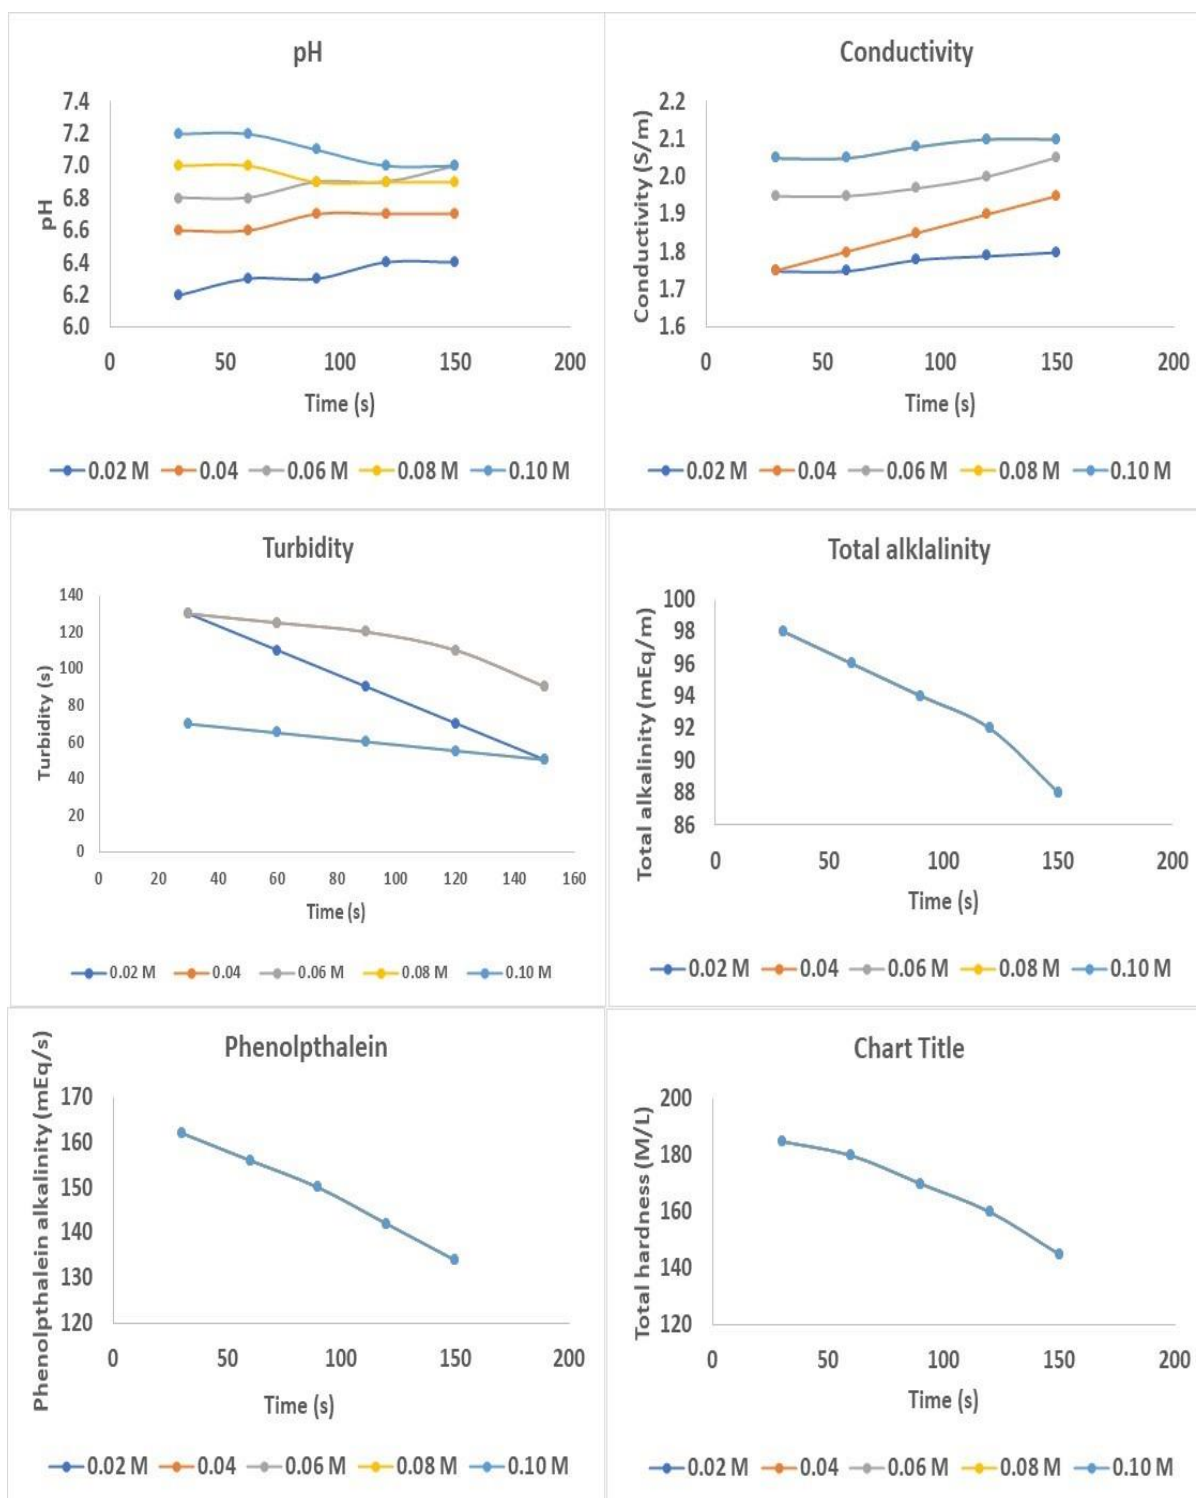 pH
7.4
7.2
7.0
6.8
6.6
6.4
6.2
6.0
pH
0 50 100 150 200
Time (s)
0.02 M 0.04 0.06 M 0.08 M 0.10 M
Conductivity
2.2
2.1
2.0
1.9
1.8
1.7
1.6
Conductivity (S/m)
0 50 100 150 200
Time (s)
0.02 M 0.04 0.06 M 0.08 M 0.10 M
Turbidity
140
120
100
80
60
40
20
0
Turbidity (s)
0 20 40 60 80 100 120 140 160
Time (s)
0.02 M 0.04 0.06 M 0.08 M 0.10 M
Total alklalinity
100
98
96
94
92
90
88
86
Total alkalinity (mEq/m)
0 50 100 150 200
Time (s)
0.02 M 0.04 0.06 M 0.08 M 0.10 M
Phenolpthalein
170
160
150
140
130
120
Phenolpthalein alkalinity (mEq/s)
0 50 100 150 200
Time (s)
0.02 M 0.04 0.06 M 0.08 M 0.10 M
Chart Title
200
180
160
140
120
Total hardness (M/L)
0 50 100 150 200
Time (s)
0.02 M 0.04 0.06 M 0.08 M 0.10 M